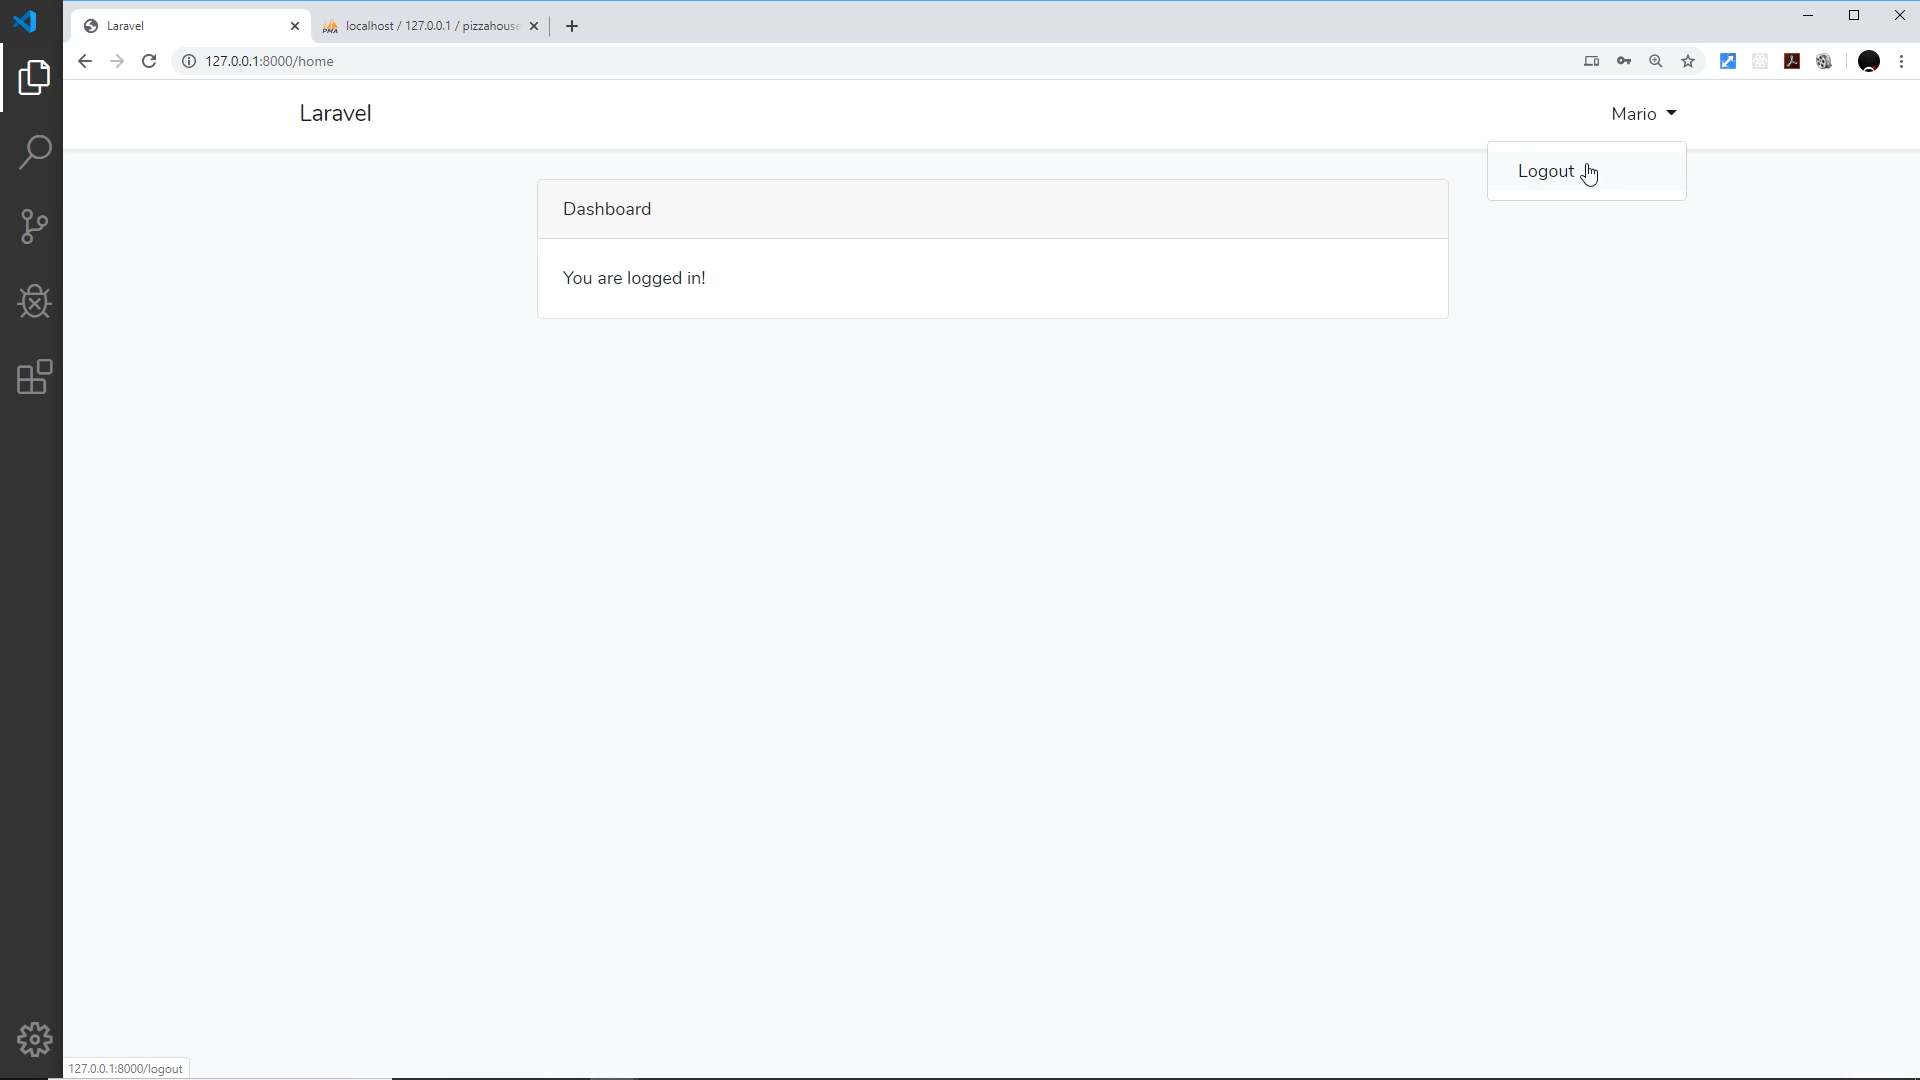 Laravel
localhost / 127.0.0.1 / pizzahouse
127.0.0.1:8000/home
Laravel
Mario
Logout
Dashboard
You are logged in!
127.0.0.1:8000/logout